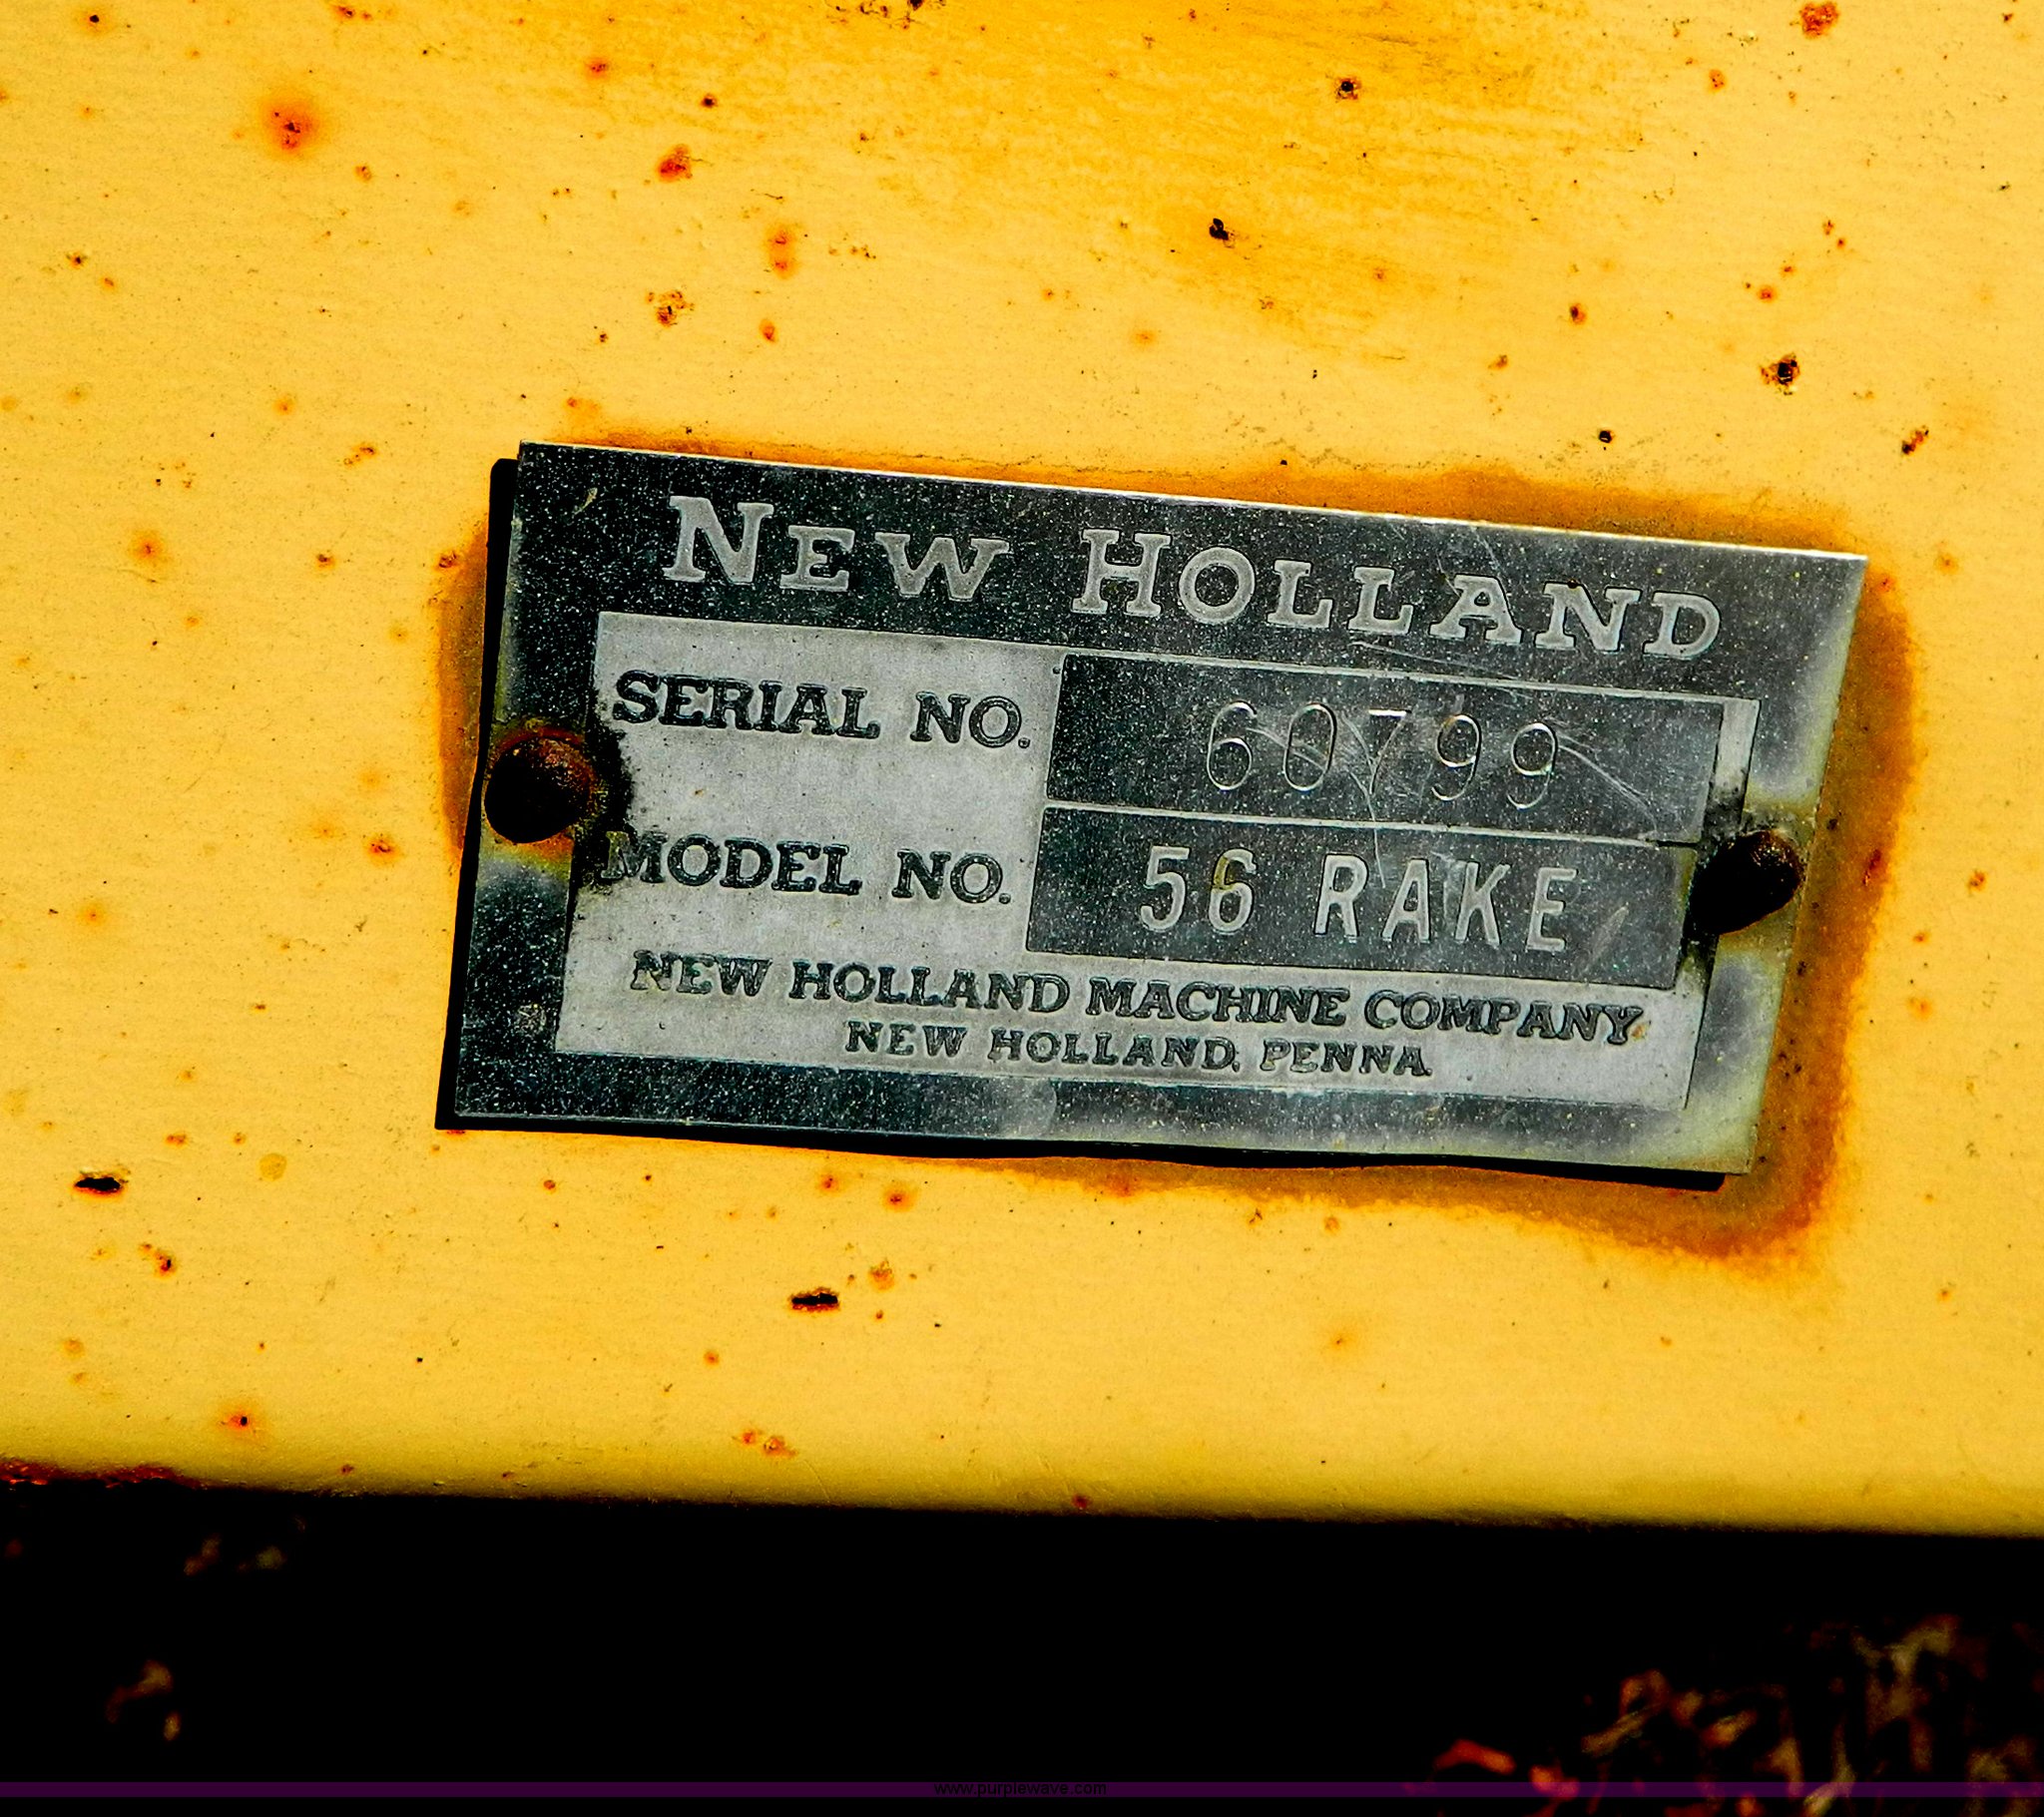 NEW HOLLAND
SERIAL NO. 60799
MODEL NO. 56 RAKE
NEW HOLLAND MACHINE COMPANY
NEW HOLLAND, PENNA.
www.purplewave.com